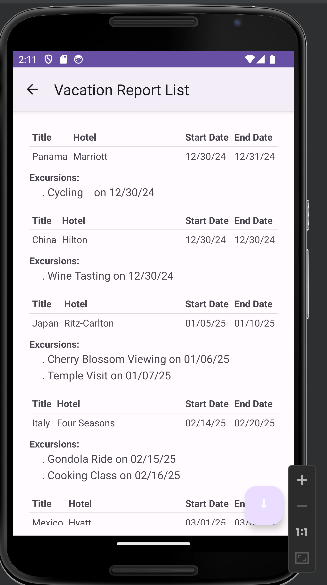 2:11
Vacation Report List
Title Hotel Start Date End Date
Panama Marriott 12/30/24 12/31/24
Excursions:
. Cycling on 12/30/24
Title Hotel Start Date End Date
China Hilton 12/30/24 12/30/24
Excursions:
. Wine Tasting on 12/30/24
Title Hotel Start Date End Date
Japan Ritz-Carlton 01/05/25 01/10/25
Excursions:
. Cherry Blossom Viewing on 01/06/25
. Temple Visit on 01/07/25
Title Hotel Start Date End Date
Italy Four Seasons 02/14/25 02/20/25
Excursions:
. Gondola Ride on 02/15/25
. Cooking Class on 02/16/25
Title Hotel Start Date End
Mexico Hyatt 03/01/25
1:1